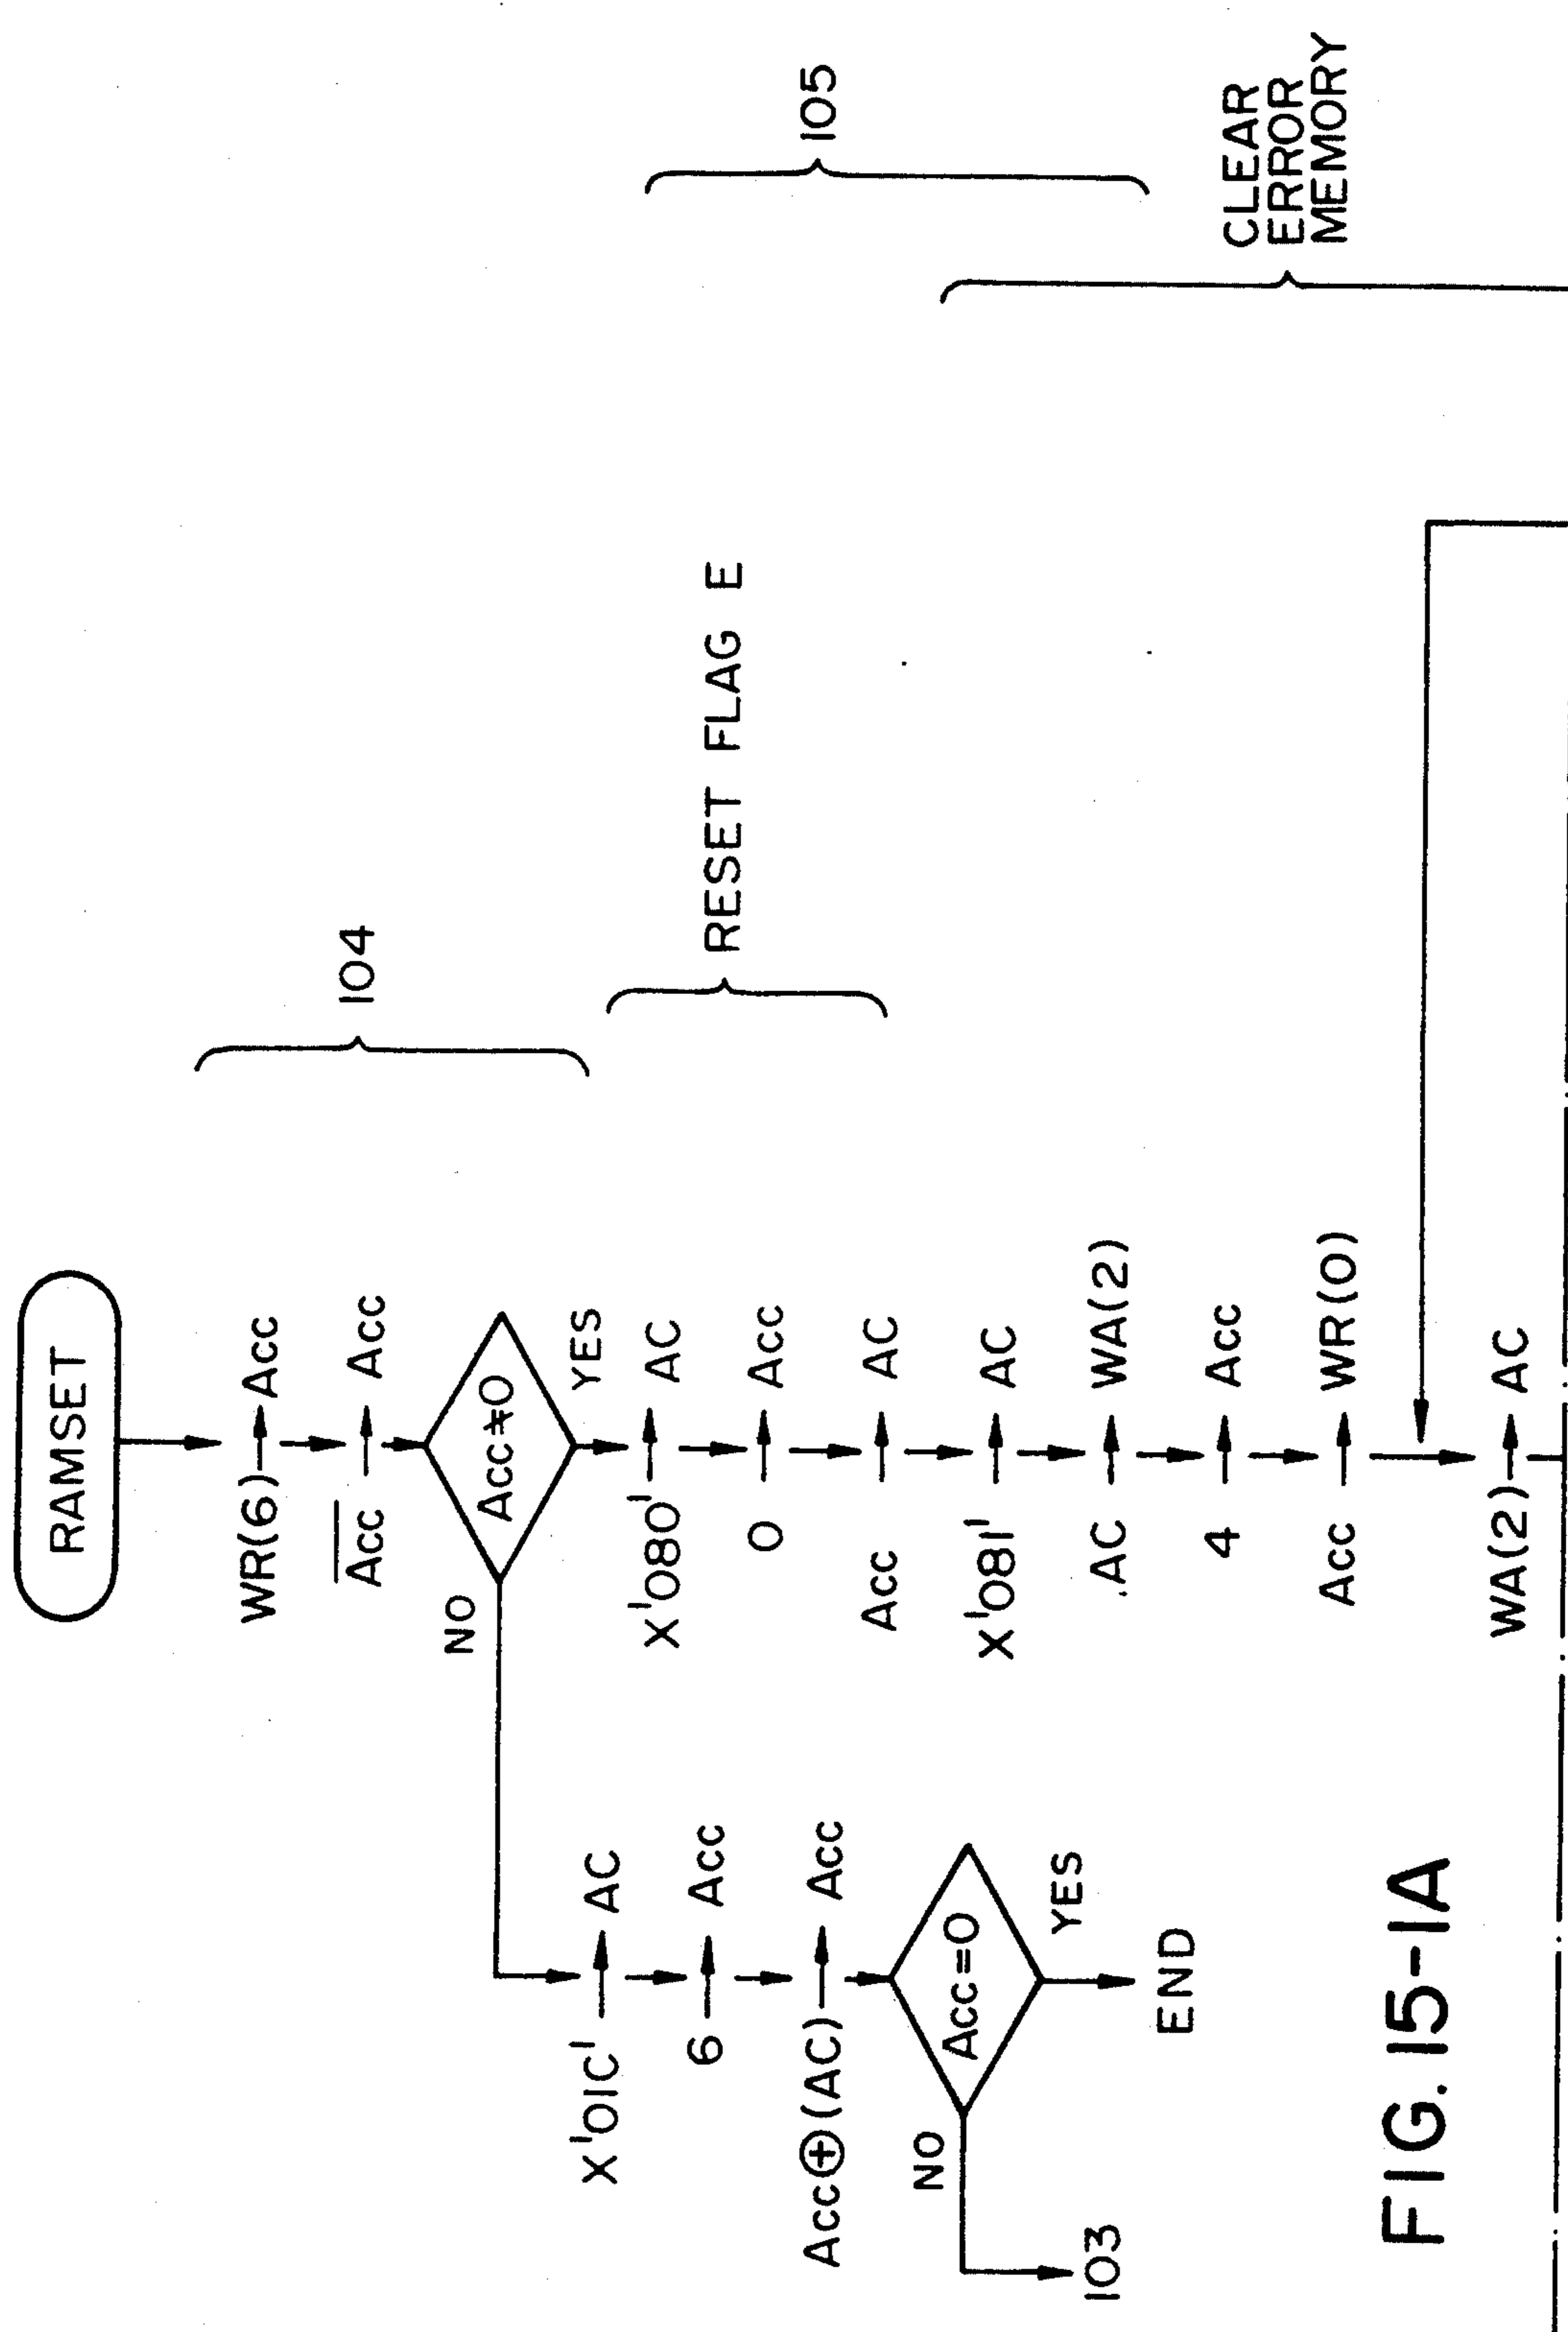 RAMSET
WR(6)→Acc
A̅c̅c̅→Acc
104
Acc≠0
NO
YES
X'080'→AC
0→Acc
Acc→AC
RESET FLAG E
X'081'→AC
AC→WA(2)
105
4→Acc
Acc→WR(0)
WA(2)→AC
CLEAR
ERROR
MEMORY
X'01C'→AC
6→Acc
Acc⊕(AC)→Acc
Acc=0
NO
YES
103
END
FIG. 15-1A